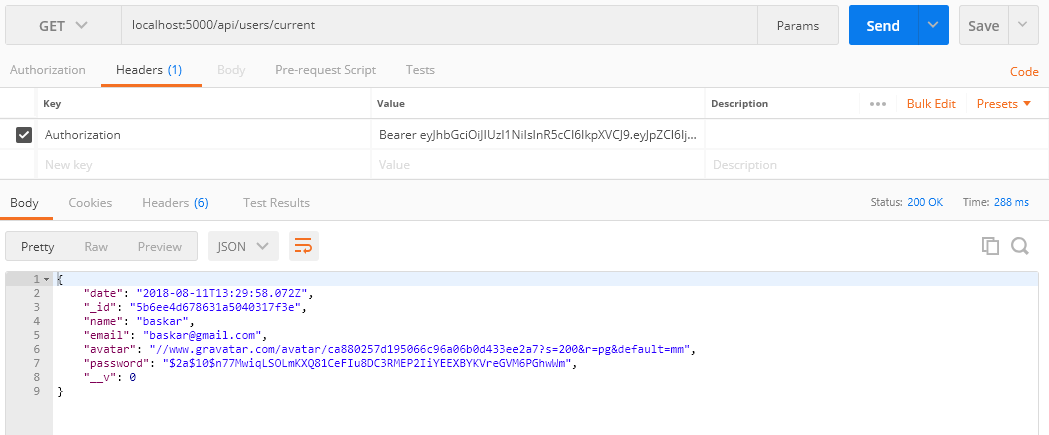 GET localhost:5000/api/users/current Params Send Save
Authorization Headers (1) Body Pre-request Script Tests Code
Key Value Description ••• Bulk Edit Presets
Authorization Bearer eyJhbGciOiJIUzI1NiIsInR5cCI6IkpXVCJ9.eyJpZCI6Ij...
New key Value Description
Body Cookies Headers (6) Test Results Status: 200 OK Time: 288 ms
Pretty Raw Preview JSON
1 {
2 "date": "2018-08-11T13:29:58.072Z",
3 "_id": "5b6ee4d678631a5040317f3e",
4 "name": "baskar",
5 "email": "baskar@gmail.com",
6 "avatar": "//www.gravatar.com/avatar/ca880257d195066c96a06b0d433ee2a7?s=200&r=pg&default=mm",
7 "password": "$2a$10$n77MwiqLSOLmKXQ81CeFIu8DC3RMEP2IiYEEXBYKVreGVM6PGhwWm",
8 "__v": 0
9 }